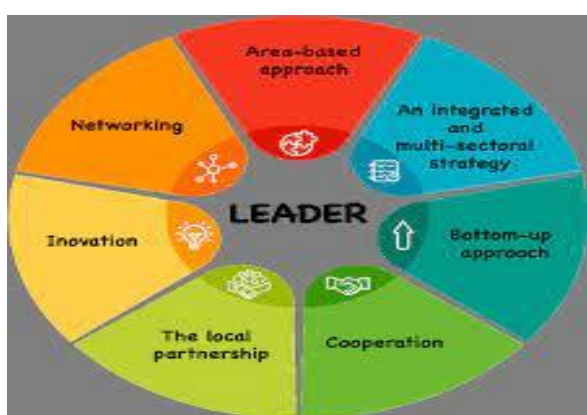 Area-based
approach
An integrated
and
multi-sectoral
strategy
Bottom-up
approach
Cooperation
The local
partnership
Inovation
Networking
LEADER